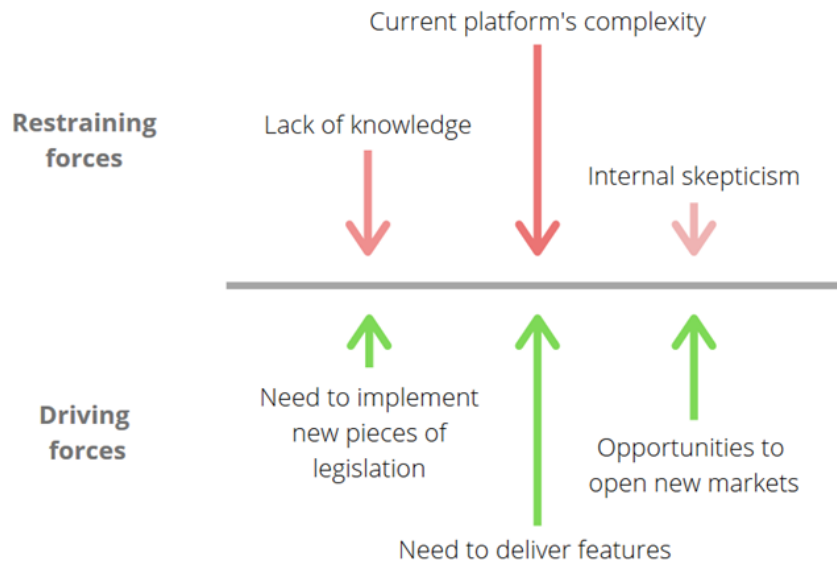 Current platform's complexity
Restraining
forces
Lack of knowledge
Internal skepticism
Driving
forces
Need to implement
new pieces of
legislation
Opportunities to
open new markets
Need to deliver features